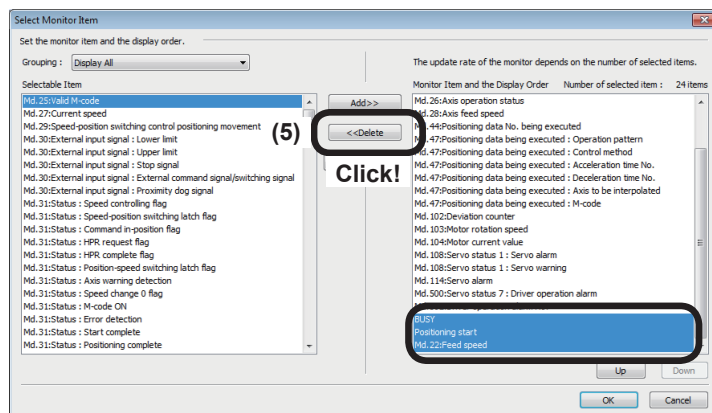 Select Monitor Item
Set the monitor item and the display order.
Grouping : Display All
The update rate of the monitor depends on the number of selected items.
Selectable Item
Monitor Item and the Display Order Number of selected item : 24 items
Md.25:Valid M-code
Md.27:Current speed
Md.29:Speed-position switching control positioning movement
Md.30:External input signal : Lower limit
Md.30:External input signal : Upper limit
Md.30:External input signal : Stop signal
Md.30:External input signal : External command signal/switching signal
Md.30:External input signal : Proximity dog signal
Md.31:Status : Speed controlling flag
Md.31:Status : Speed-position switching latch flag
Md.31:Status : Command in-position flag
Md.31:Status : HPR request flag
Md.31:Status : HPR complete flag
Md.31:Status : Position-speed switching latch flag
Md.31:Status : Axis warning detection
Md.31:Status : Speed change 0 flag
Md.31:Status : M-code ON
Md.31:Status : Error detection
Md.31:Status : Start complete
Md.31:Status : Positioning complete
Add>>
(5)
<<Delete
Click!
Md.26:Axis operation status
Md.28:Axis feed speed
Md.44:Positioning data No. being executed
Md.47:Positioning data being executed : Operation pattern
Md.47:Positioning data being executed : Control method
Md.47:Positioning data being executed : Acceleration time No.
Md.47:Positioning data being executed : Deceleration time No.
Md.47:Positioning data being executed : Axis to be interpolated
Md.47:Positioning data being executed : M-code
Md.102:Deviation counter
Md.103:Motor rotation speed
Md.104:Motor current value
Md.108:Servo status 1 : Servo alarm
Md.108:Servo status 1 : Servo warning
Md.114:Servo alarm
Md.500:Servo status 7 : Driver operation alarm
BUSY
Positioning start
Md.22:Feed speed
Up
Down
OK
Cancel